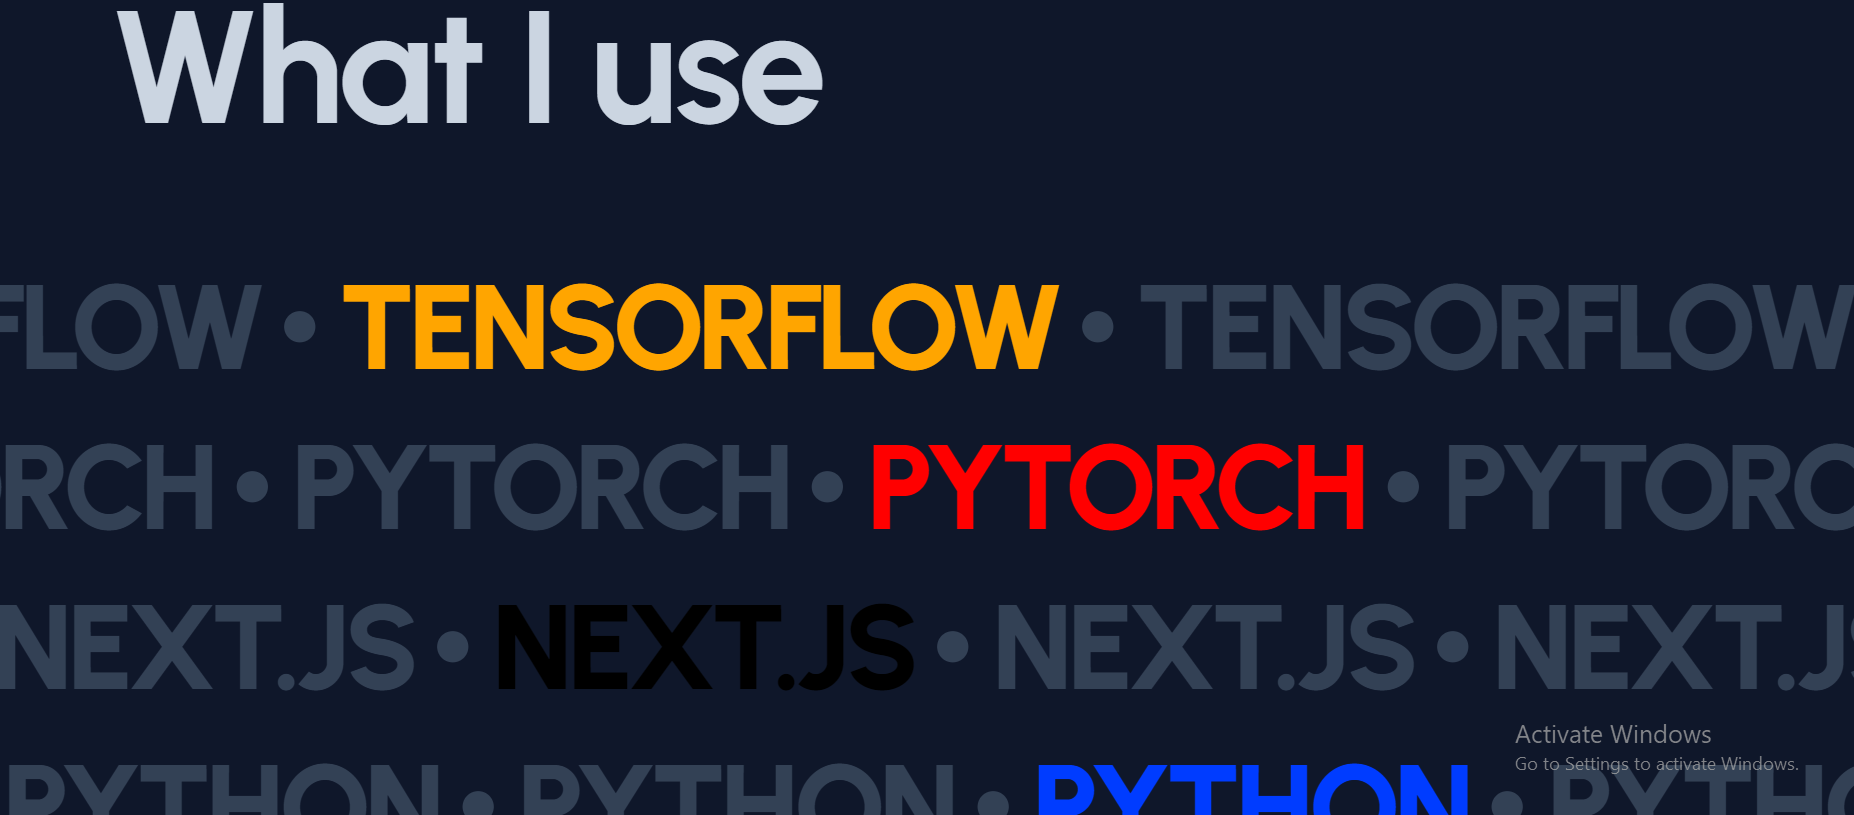 What I use
FLOW • TENSORFLOW • TENSORFLOW
RCH • PYTORCH • PYTORCH • PYTORC
NEXT.JS • NEXT.JS • NEXT.JS • NEXT.JS
PYTHON • PYTHON • PYTHON • PYTHO
Activate Windows
Go to Settings to activate Windows.